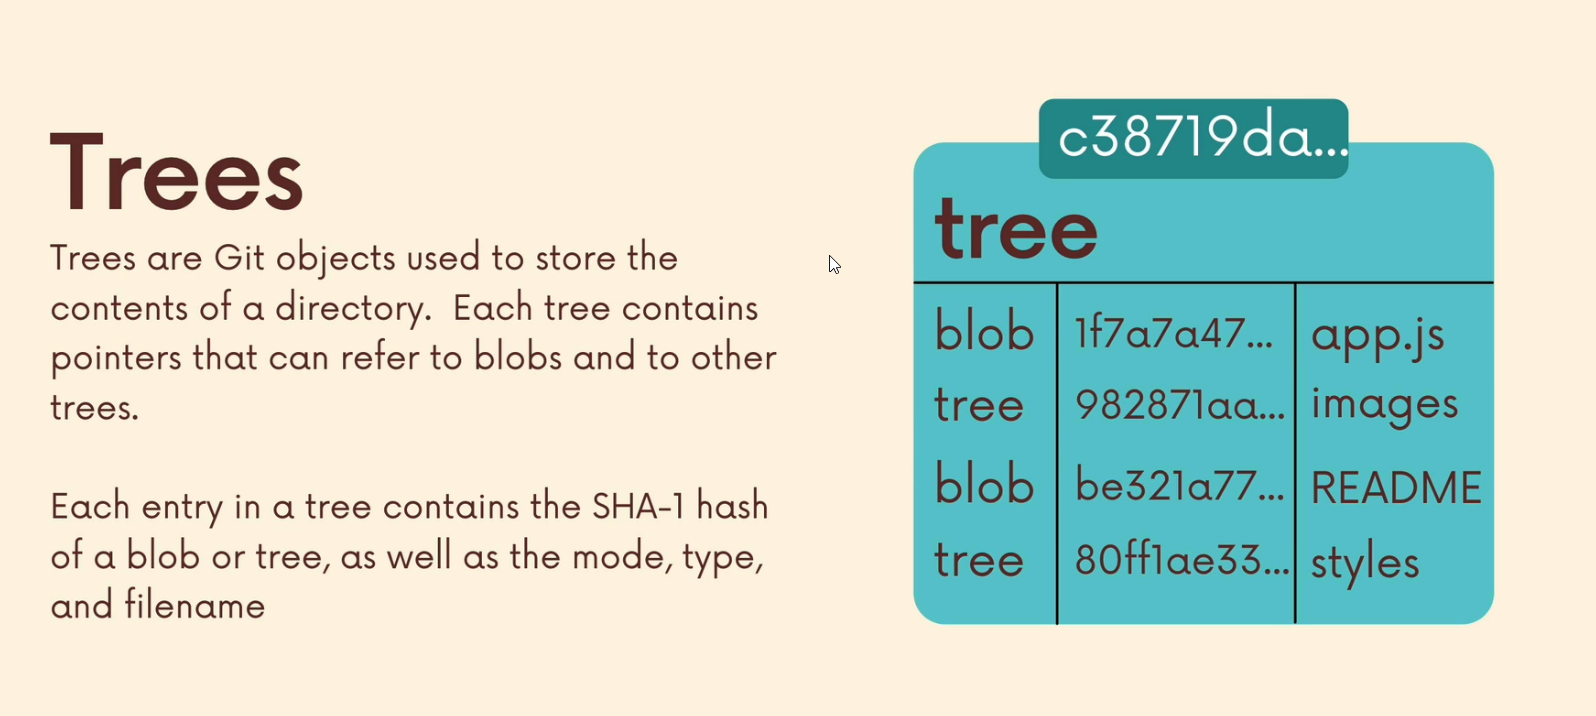 Trees
Trees are Git objects used to store the
contents of a directory.  Each tree contains
pointers that can refer to blobs and to other
trees.
Each entry in a tree contains the SHA-1 hash
of a blob or tree, as well as the mode, type,
and filename
c38719da...
tree
blob 1f7a7a47... app.js
tree 982871aa... images
blob be321a77... README
tree 80ff1ae33... styles